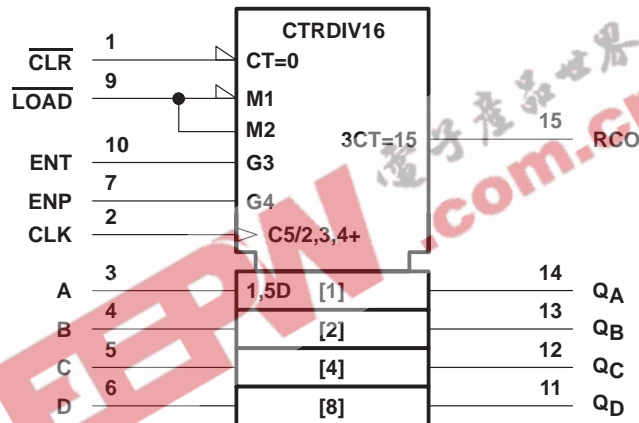 CTRDIV16
CLR 1 CT=0
LOAD 9 M1
M2
3CT=15 15 RCO
ENT 10 G3
ENP 7 G4
CLK 2 C5/2,3,4+
A 3 1,5D [1] 14 QA
B 4 [2] 13 QB
C 5 [4] 12 QC
D 6 [8] 11 QD
EEPW .com.cn
電子產品世界